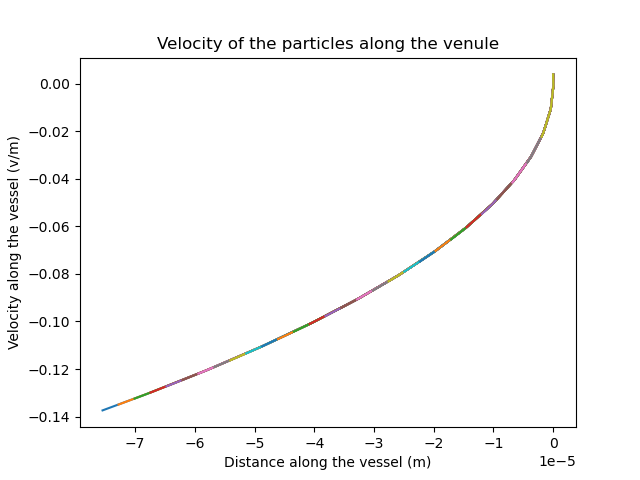 Velocity of the particles along the venule
Velocity along the vessel (v/m)
0.00
−0.02
−0.04
−0.06
−0.08
−0.10
−0.12
−0.14
−7 −6 −5 −4 −3 −2 −1 0
1e−5
Distance along the vessel (m)